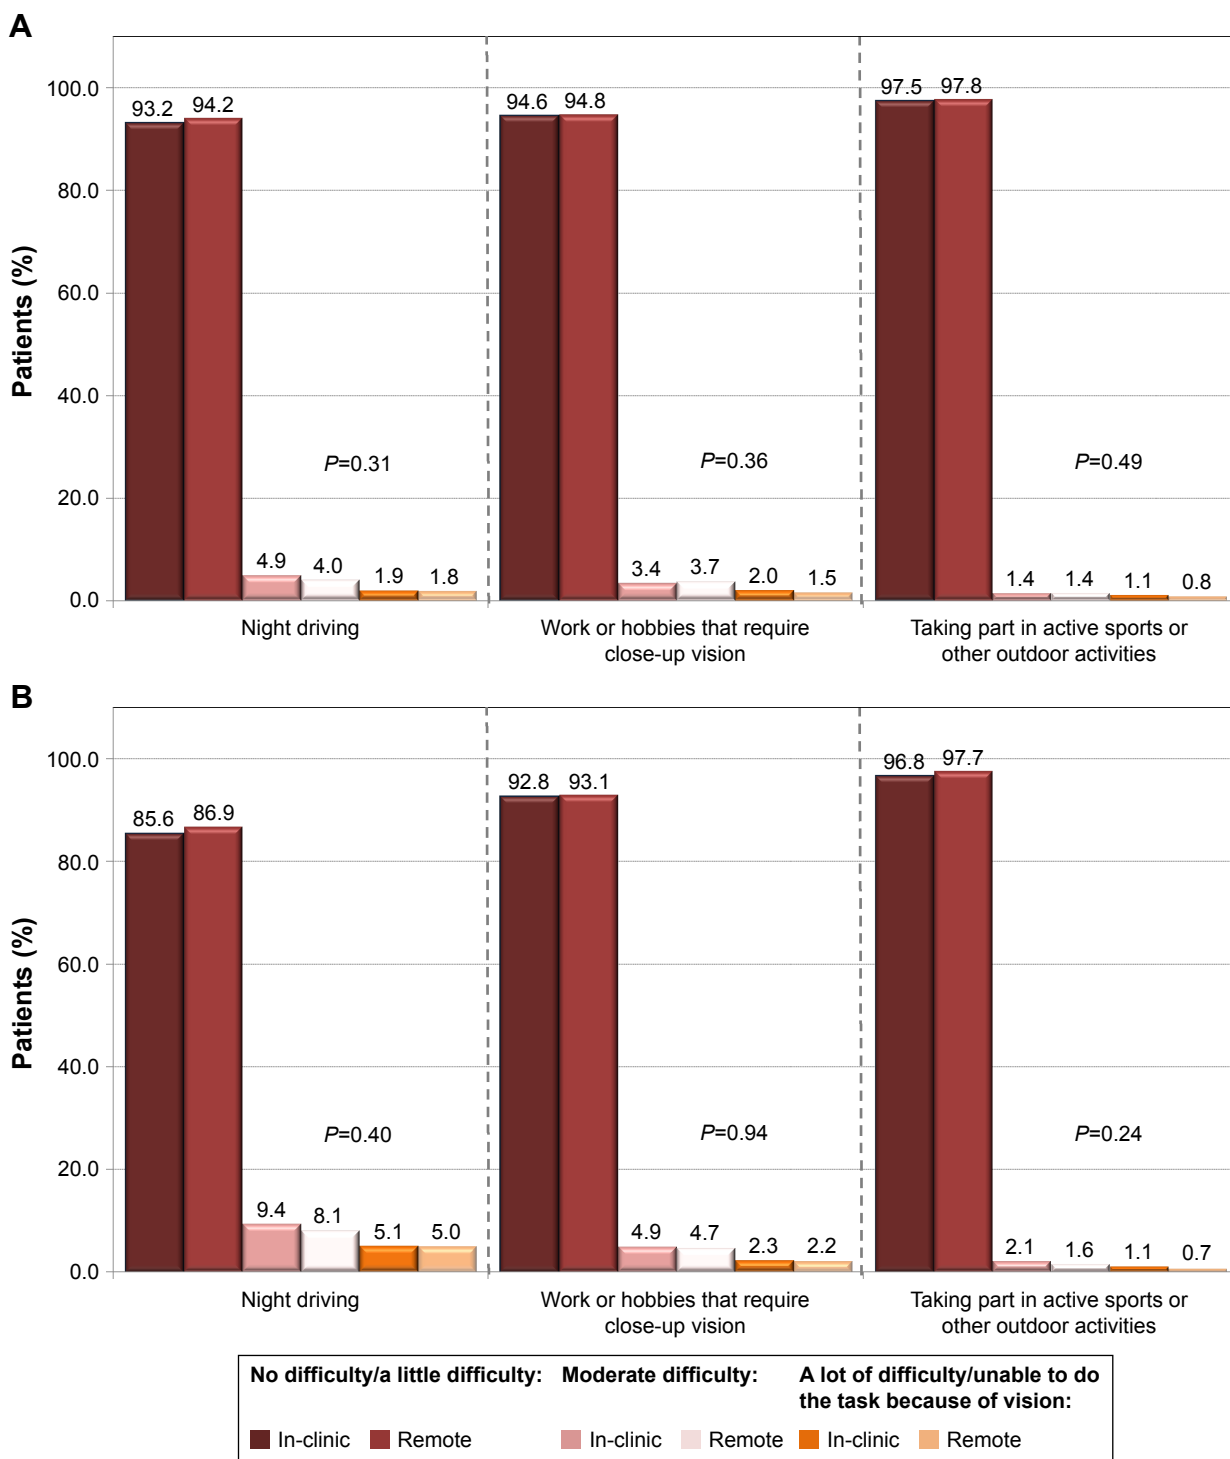 A
Patients (%)
100.0
80.0
60.0
40.0
20.0
0.0
93.2 94.2 4.9 4.0 1.9 1.8
P=0.31
94.6 94.8 3.4 3.7 2.0 1.5
P=0.36
97.5 97.8 1.4 1.4 1.1 0.8
P=0.49
Night driving
Work or hobbies that require
close-up vision
Taking part in active sports or
other outdoor activities
B
Patients (%)
100.0
80.0
60.0
40.0
20.0
0.0
85.6 86.9 9.4 8.1 5.1 5.0
P=0.40
92.8 93.1 4.9 4.7 2.3 2.2
P=0.94
96.8 97.7 2.1 1.6 1.1 0.7
P=0.24
Night driving
Work or hobbies that require
close-up vision
Taking part in active sports or
other outdoor activities
No difficulty/a little difficulty:
In-clinic Remote
Moderate difficulty:
In-clinic Remote
A lot of difficulty/unable to do
the task because of vision:
In-clinic Remote